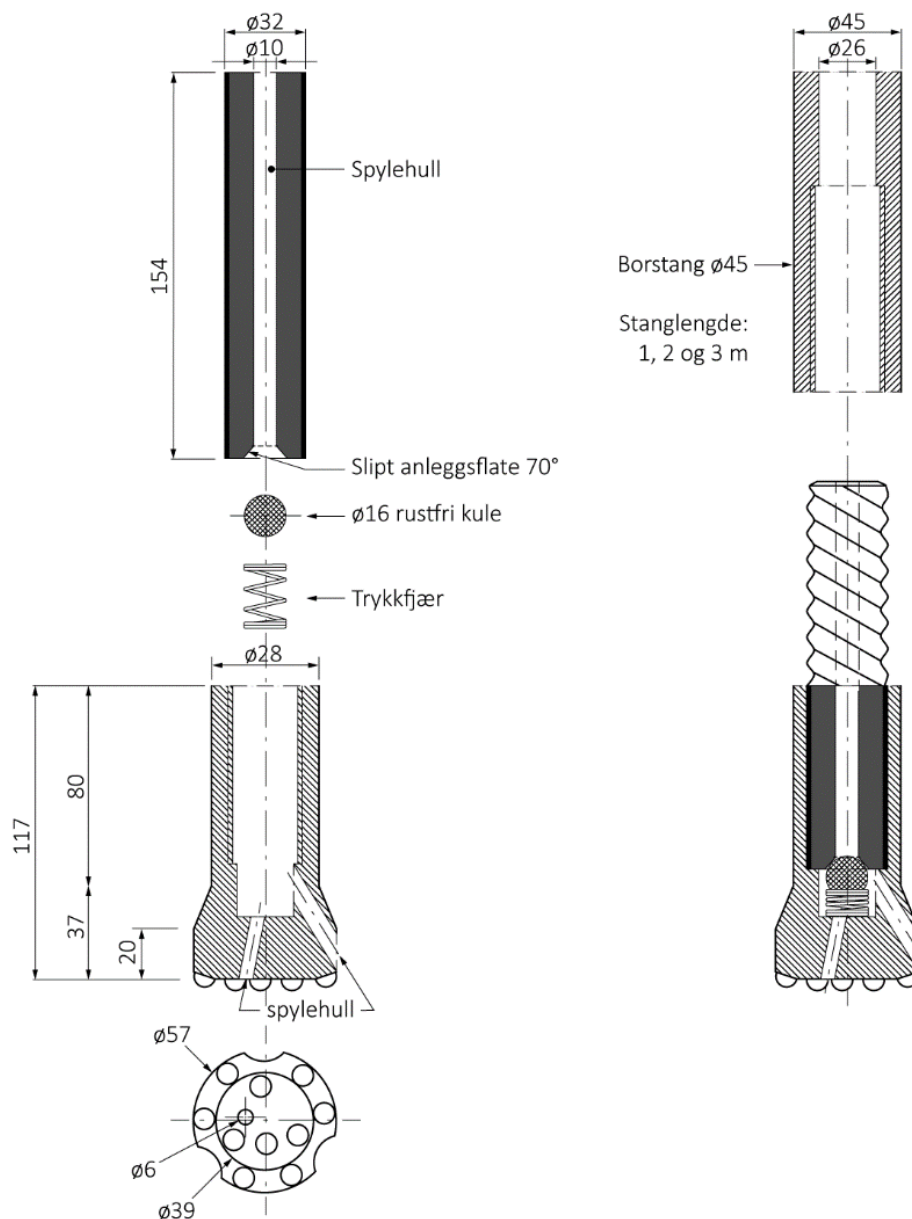 ø32
ø10
154
Spylehull
Slipt anleggsflate 70°
ø16 rustfri kule
Trykkfjær
ø28
117
80
37
20
spylehull
ø57
ø6
ø39
ø45
ø26
Borstang ø45
Stanglengde:
1, 2 og 3 m